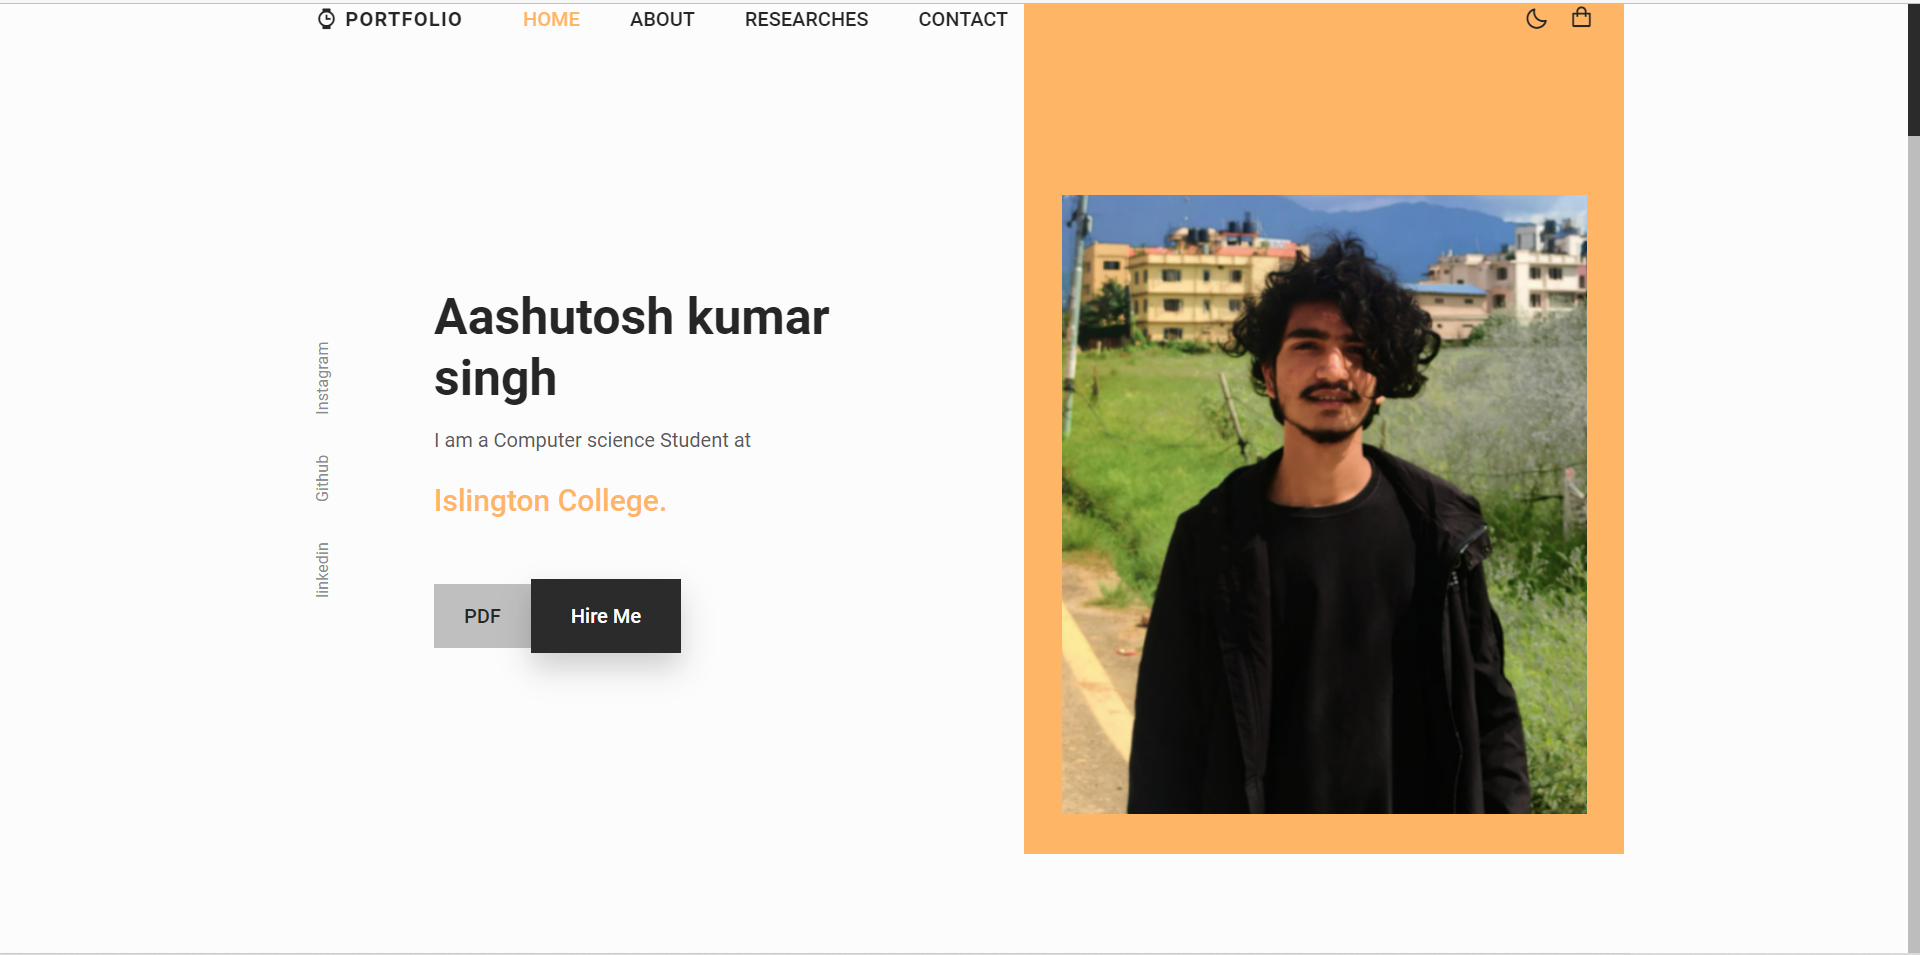 PORTFOLIO
HOME
ABOUT
RESEARCHES
CONTACT
Aashutosh kumar
singh
I am a Computer science Student at
Islington College.
PDF
Hire Me
Instagram
Github
linkedin